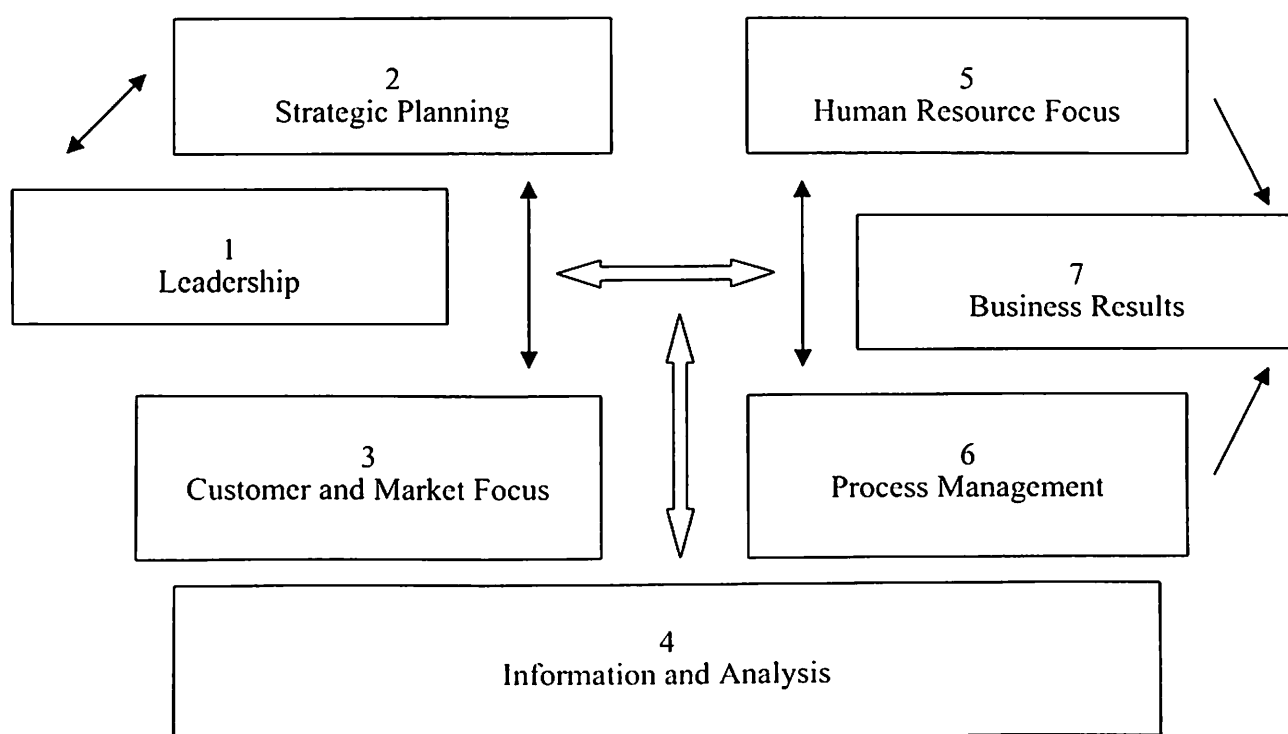 2
Strategic Planning
5
Human Resource Focus
1
Leadership
7
Business Results
3
Customer and Market Focus
6
Process Management
4
Information and Analysis